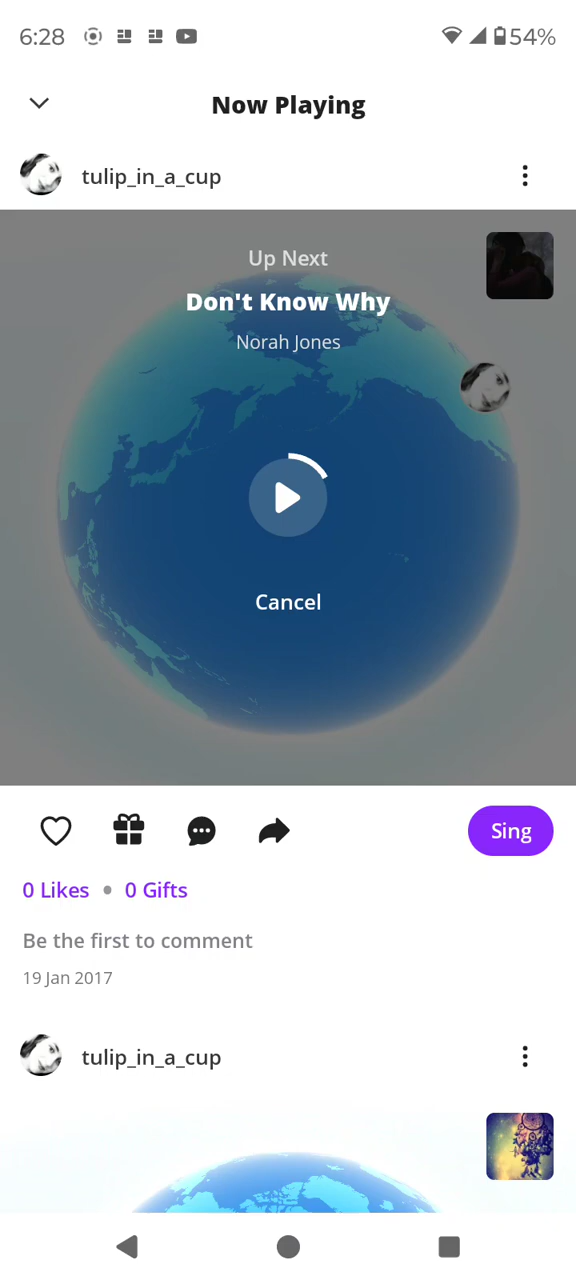 6:28
54%
Now Playing
tulip_in_a_cup
Up Next
Don't Know Why
Norah Jones
Cancel
Sing
0 Likes • 0 Gifts
Be the first to comment
19 Jan 2017
tulip_in_a_cup